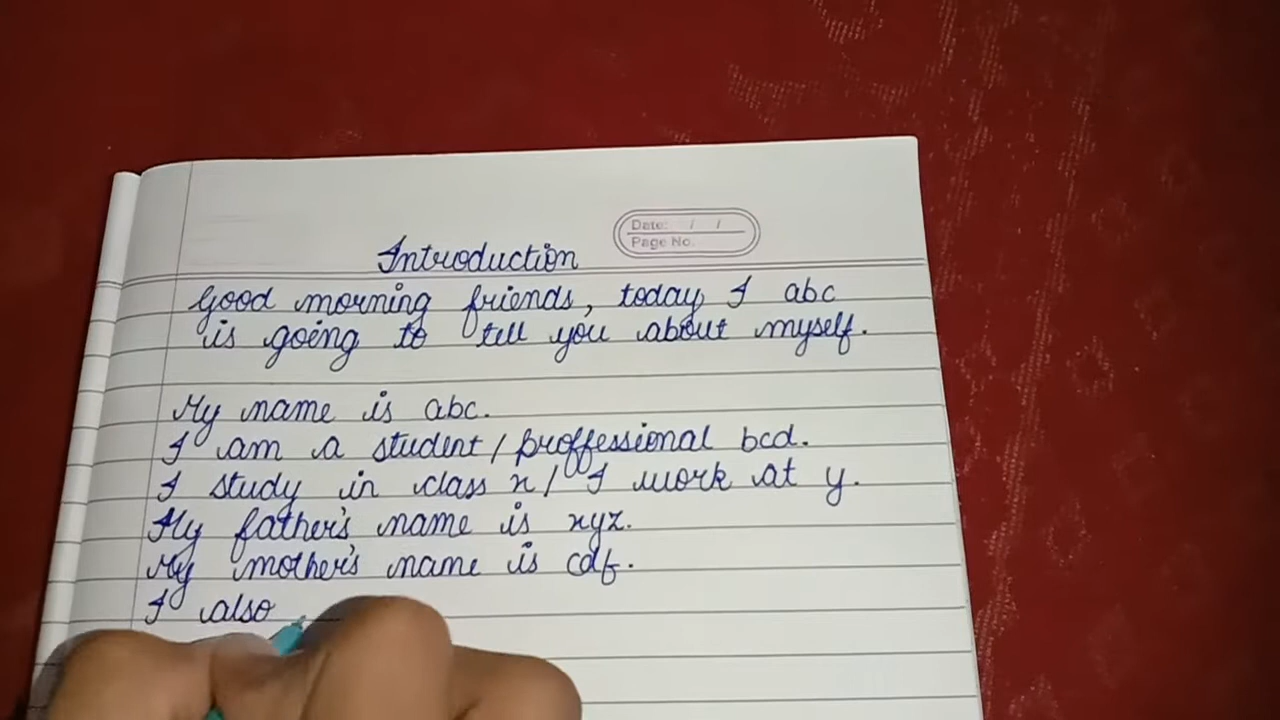 Date: / /
Page No.
Introduction
Good morning friends, today I abc
is going to tell you about myself.
My name is abc.
I am a student / proffessional bcd.
I study in class x / I work at y.
My father's name is xyz.
My mother's name is cdf.
I also